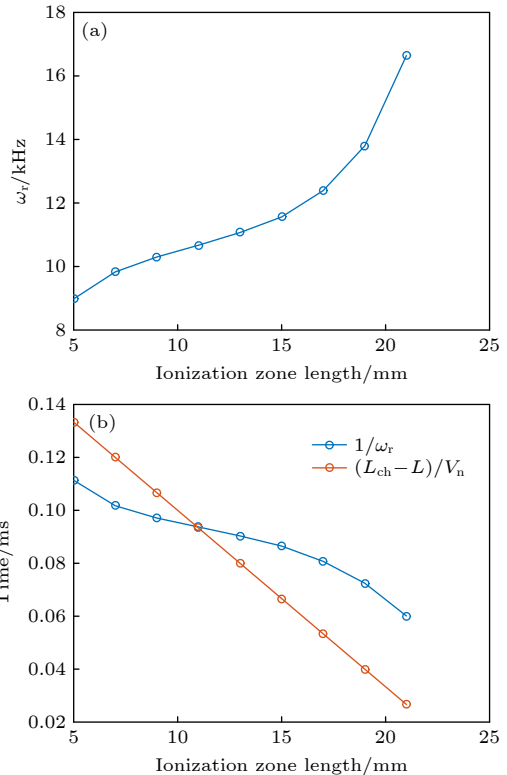 18
(a)
16
14
12
10
8
ωr/kHz
5
10
15
20
25
Ionization zone length/mm
0.14
(b)
0.12
0.10
0.08
0.06
0.04
0.02
Time/ms
1/ωr
(Lch−L)/Vn
5
10
15
20
25
Ionization zone length/mm